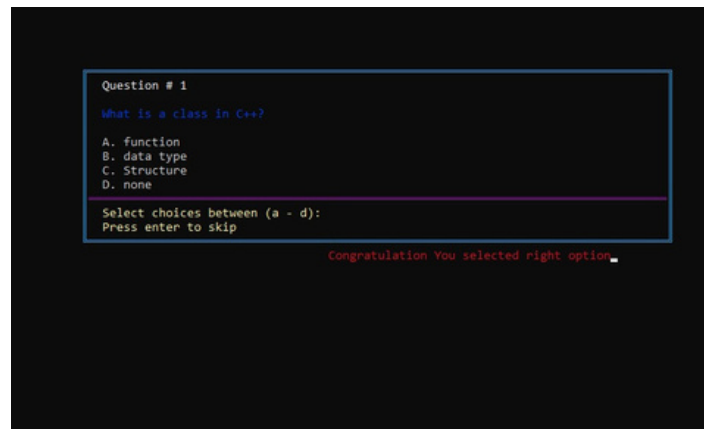 Question # 1
What is a class in C++?
A. function
B. data type
C. Structure
D. none
Select choices between (a - d):
Press enter to skip
Congratulation You selected right option